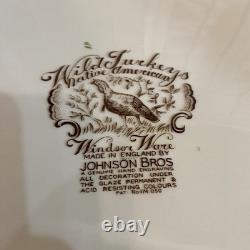 Wild Turkeys
Native American
Windsor Ware
MADE IN ENGLAND BY
JOHNSON BROS
A GENUINE HAND ENGRAVING
ALL DECORATION UNDER
THE GLAZE PERMANENT &
ACID RESISTING COLOURS
PAT.